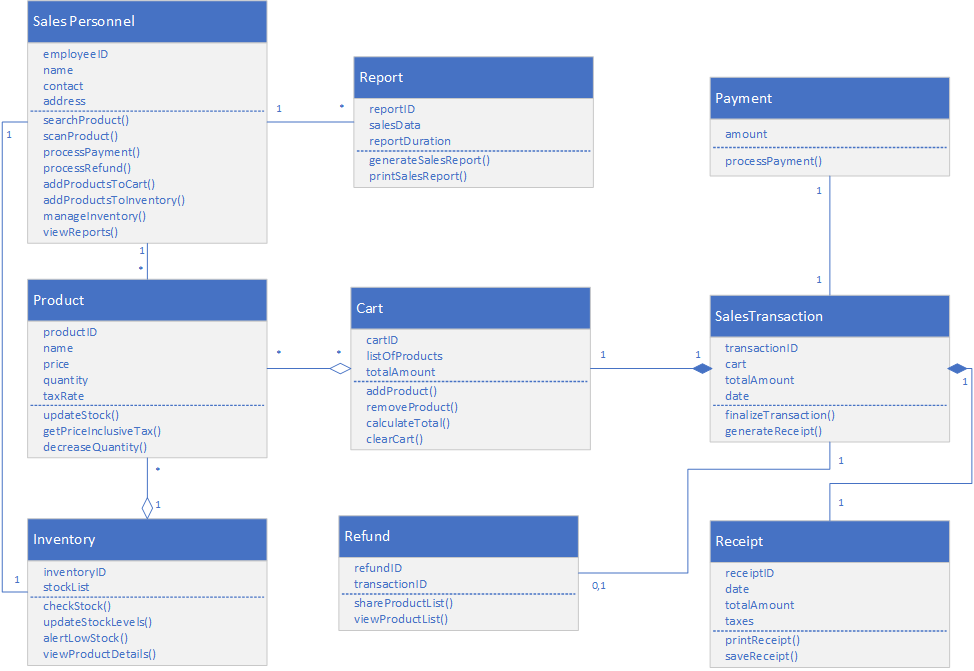 Sales Personnel
employeeID
name
contact
address
searchProduct()
scanProduct()
processPayment()
processRefund()
addProductsToCart()
addProductsToInventory()
manageInventory()
viewReports()
1
*
1
1
*
1
Report
reportID
salesData
reportDuration
generateSalesReport()
printSalesReport()
Payment
amount
processPayment()
1
1
Product
productID
name
price
quantity
taxRate
updateStock()
getPriceInclusiveTax()
decreaseQuantity()
*
*
*
1
Cart
cartID
listOfProducts
totalAmount
addProduct()
removeProduct()
calculateTotal()
clearCart()
1
1
SalesTransaction
transactionID
cart
totalAmount
date
finalizeTransaction()
generateReceipt()
1
1
1
Inventory
inventoryID
stockList
checkStock()
updateStockLevels()
alertLowStock()
viewProductDetails()
Refund
refundID
transactionID
shareProductList()
viewProductList()
0,1
Receipt
receiptID
date
totalAmount
taxes
printReceipt()
saveReceipt()